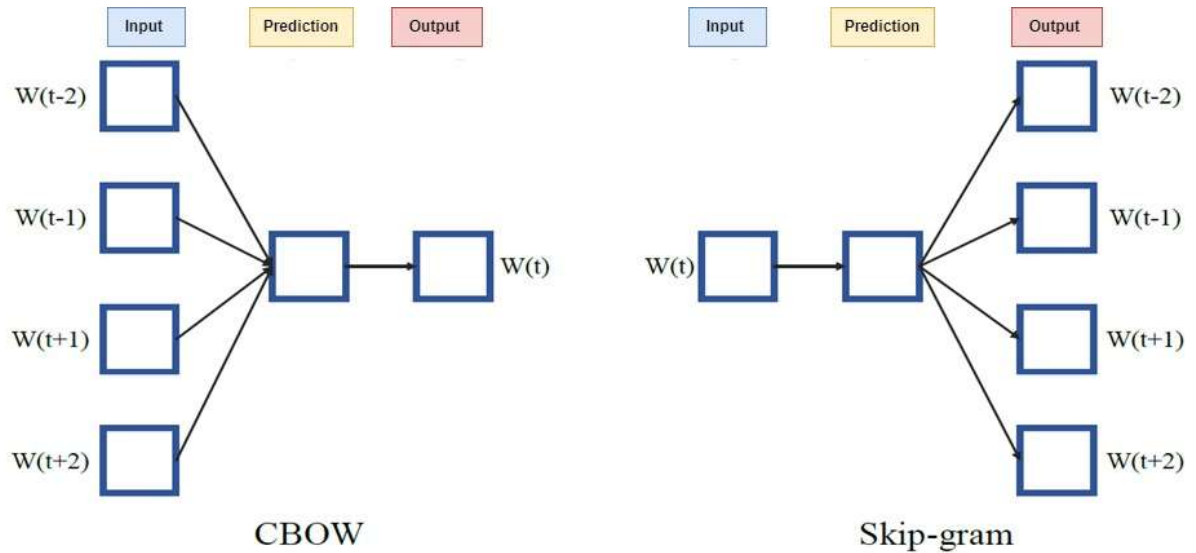 Input
Prediction
Output
W(t-2)
W(t-1)
W(t+1)
W(t+2)
W(t)
CBOW
Input
Prediction
Output
W(t)
W(t-2)
W(t-1)
W(t+1)
W(t+2)
Skip-gram